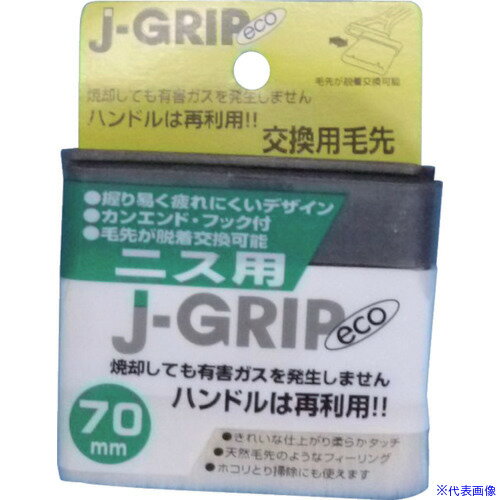 J-GRIP eco
毛先が脱着交換可能
焼却しても有害ガスを発生しません
ハンドルは再利用!!
交換用毛先
●握り易く疲れにくいデザイン
●カンエンド・フック付
●毛先が脱着交換可能
ニス用
J-GRIP eco
焼却しても有害ガスを発生しません
ハンドルは再利用!!
70
mm
●きれいな仕上がり柔らかタッチ
●天然毛先のようなフィーリング
●ホコリとり掃除にも使えます
※代表画像